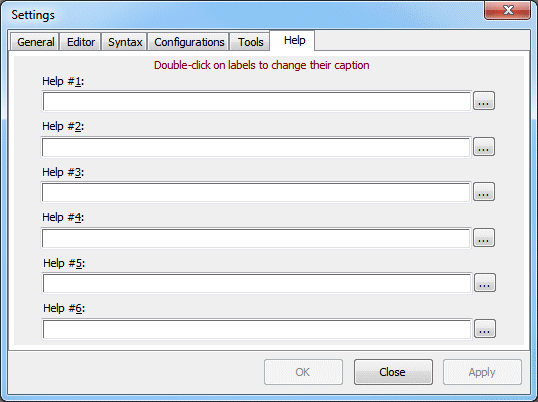 Settings
General Editor Syntax Configurations Tools Help
Double-click on labels to change their caption
Help #1:
...
Help #2:
...
Help #3:
...
Help #4:
...
Help #5:
...
Help #6:
...
OK Close Apply